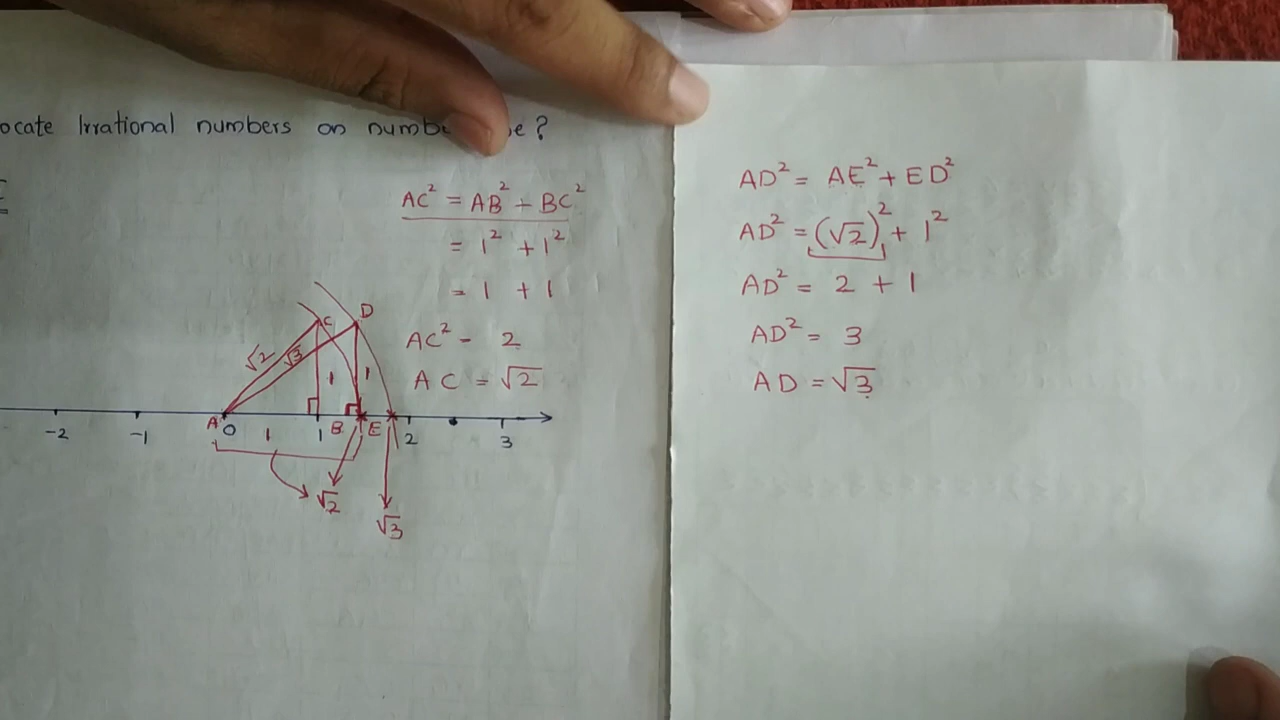 ocate Irrational numbers on numb e?
AC² = AB² + BC²
= 1² + 1²
= 1 + 1
AC² = 2
AC = √2
C D
√2 √3 1 1
-2 -1 A 0 1 1 B E 2 3
√2
√3
AD² = AE² + ED²
AD² = (√2)² + 1²
AD² = 2 + 1
AD² = 3
AD = √3